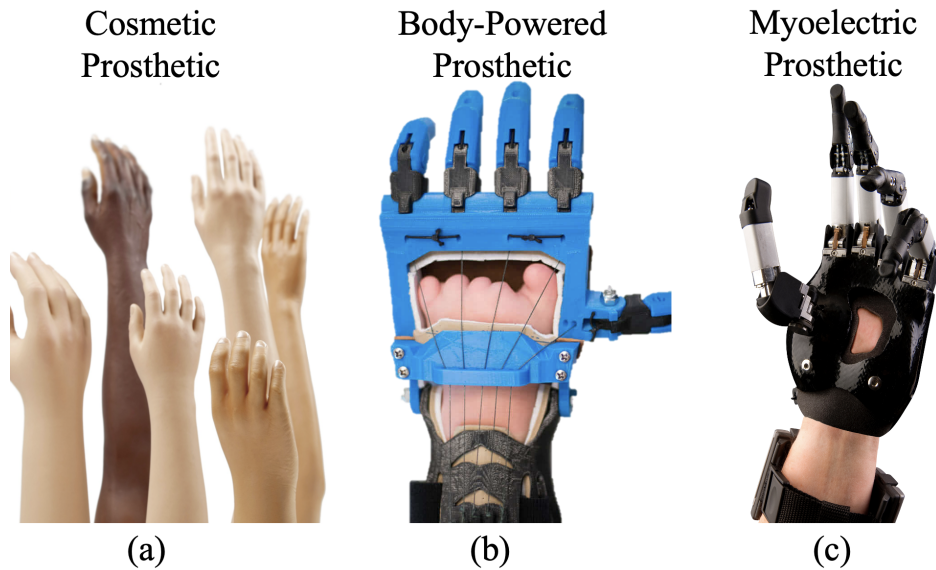 Cosmetic
Prosthetic
Body-Powered
Prosthetic
Myoelectric
Prosthetic
(a)
(b)
(c)